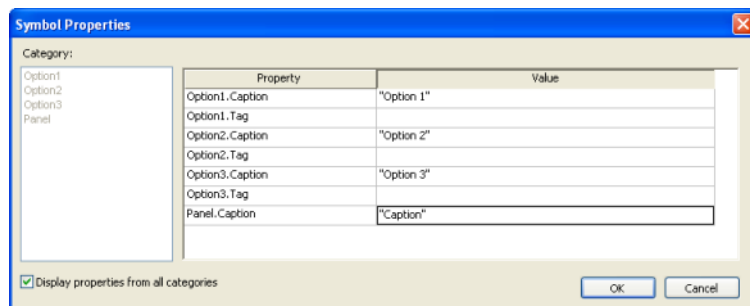 Symbol Properties
Category:
Option1
Option2
Option3
Panel
Property Value
Option1.Caption "Option 1"
Option1.Tag
Option2.Caption "Option 2"
Option2.Tag
Option3.Caption "Option 3"
Option3.Tag
Panel.Caption "Caption"
Display properties from all categories
OK Cancel